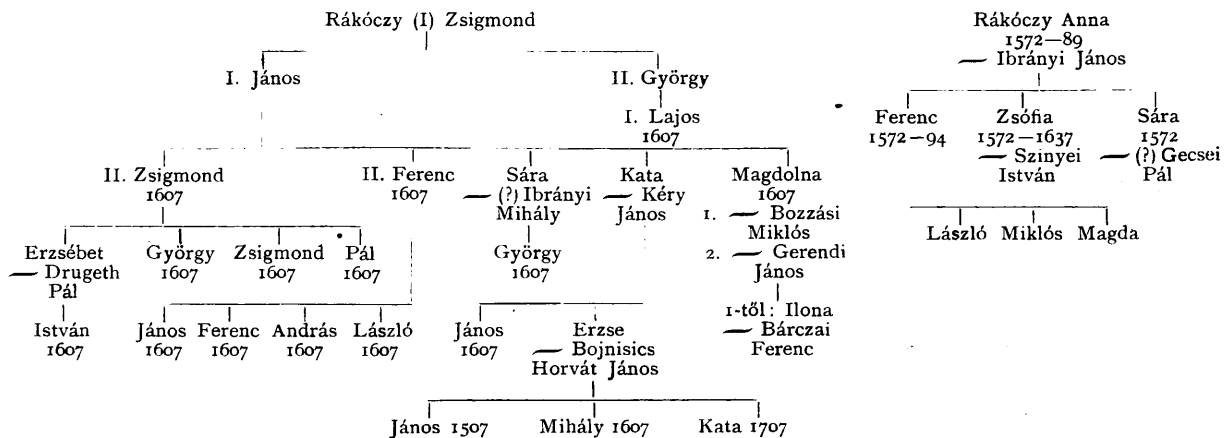 Rákóczy (I) Zsigmond
Rákóczy Anna
1572—89
— Ibrányi János
I. János
II. György
I. Lajos
1607
Ferenc
1572—94
Zsófia
1572—1637
— Szinyei
István
Sára
1572
— (?) Gecsei
Pál
II. Zsigmond
1607
II. Ferenc
1607
Sára
— (?) Ibrányi
Mihály
Kata
— Kéry
János
Magdolna
1607
1. — Bozzási
Miklós
2. — Gerendi
János
László Miklós Magda
Erzsébet
— Drugeth
Pál
György
1607
Zsigmond
1607
Pál
1607
György
1607
István
1607
János
1607
Ferenc
1607
András
1607
László
1607
János
1607
Erzse
— Bojnisics
Horvát János
1-től: Ilona
— Bárczai
Ferenc
János 1507 Mihály 1607 Kata 1707